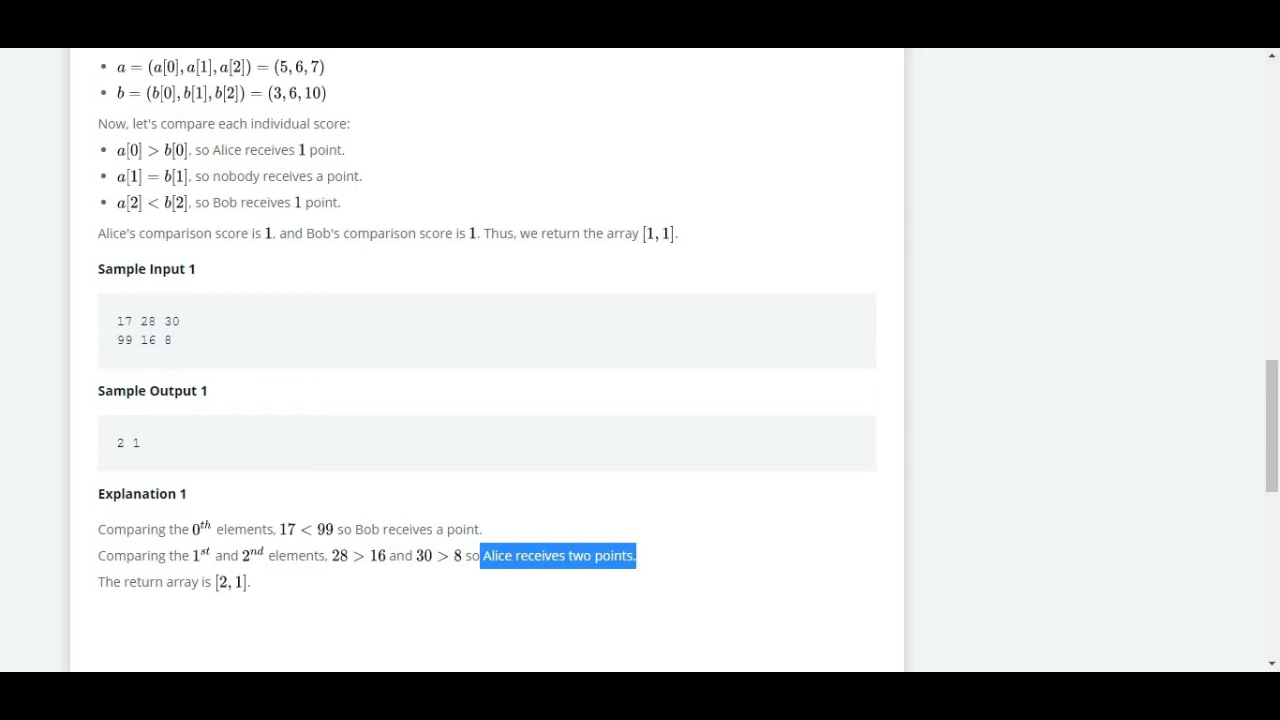 • a = (a[0], a[1], a[2]) = (5, 6, 7)
• b = (b[0], b[1], b[2]) = (3, 6, 10)
Now, let's compare each individual score:
• a[0] > b[0], so Alice receives 1 point.
• a[1] = b[1], so nobody receives a point.
• a[2] < b[2], so Bob receives 1 point.
Alice's comparison score is 1, and Bob's comparison score is 1. Thus, we return the array [1, 1].
Sample Input 1
17 28 30
99 16 8
Sample Output 1
2 1
Explanation 1
Comparing the 0th elements, 17 < 99 so Bob receives a point.
Comparing the 1st and 2nd elements, 28 > 16 and 30 > 8 so Alice receives two points.
The return array is [2, 1].